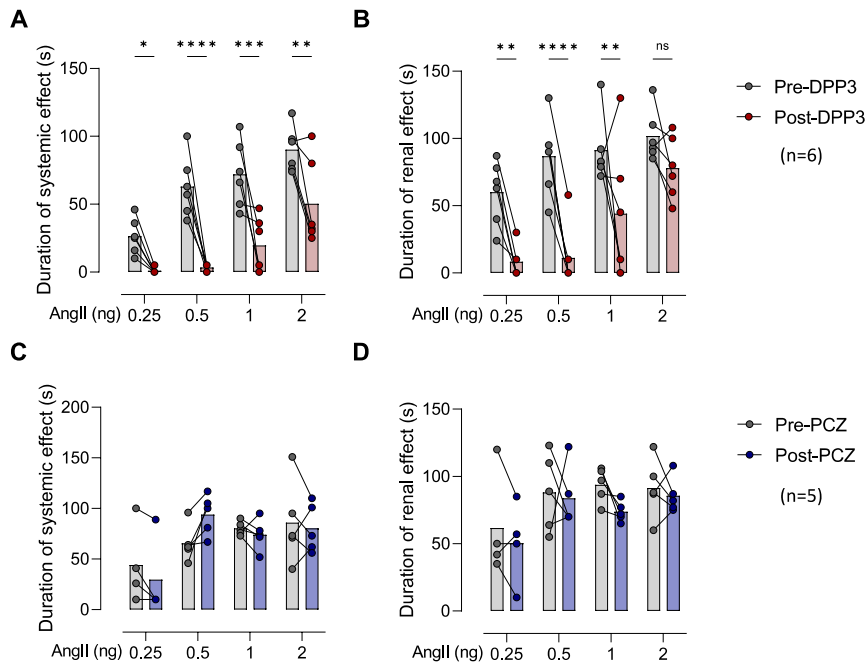 A
B
* **** *** **
** **** ** ns
Duration of systemic effect (s)
150
100
50
0
AngII (ng) 0.25 0.5 1 2
Duration of renal effect (s)
150
100
50
0
AngII (ng) 0.25 0.5 1 2
Pre-DPP3
Post-DPP3
(n=6)
C
D
Duration of systemic effect (s)
200
150
100
50
0
AngII (ng) 0.25 0.5 1 2
Duration of renal effect (s)
150
100
50
0
AngII (ng) 0.25 0.5 1 2
Pre-PCZ
Post-PCZ
(n=5)